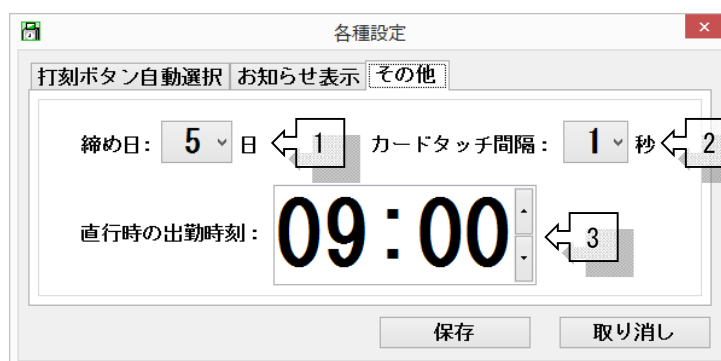 各種設定
×
打刻ボタン自動選択 お知らせ表示 その他
締め日: 5 日 1 カードタッチ間隔: 1 秒 2
直行時の出勤時刻: 09:00 3
保存 取り消し